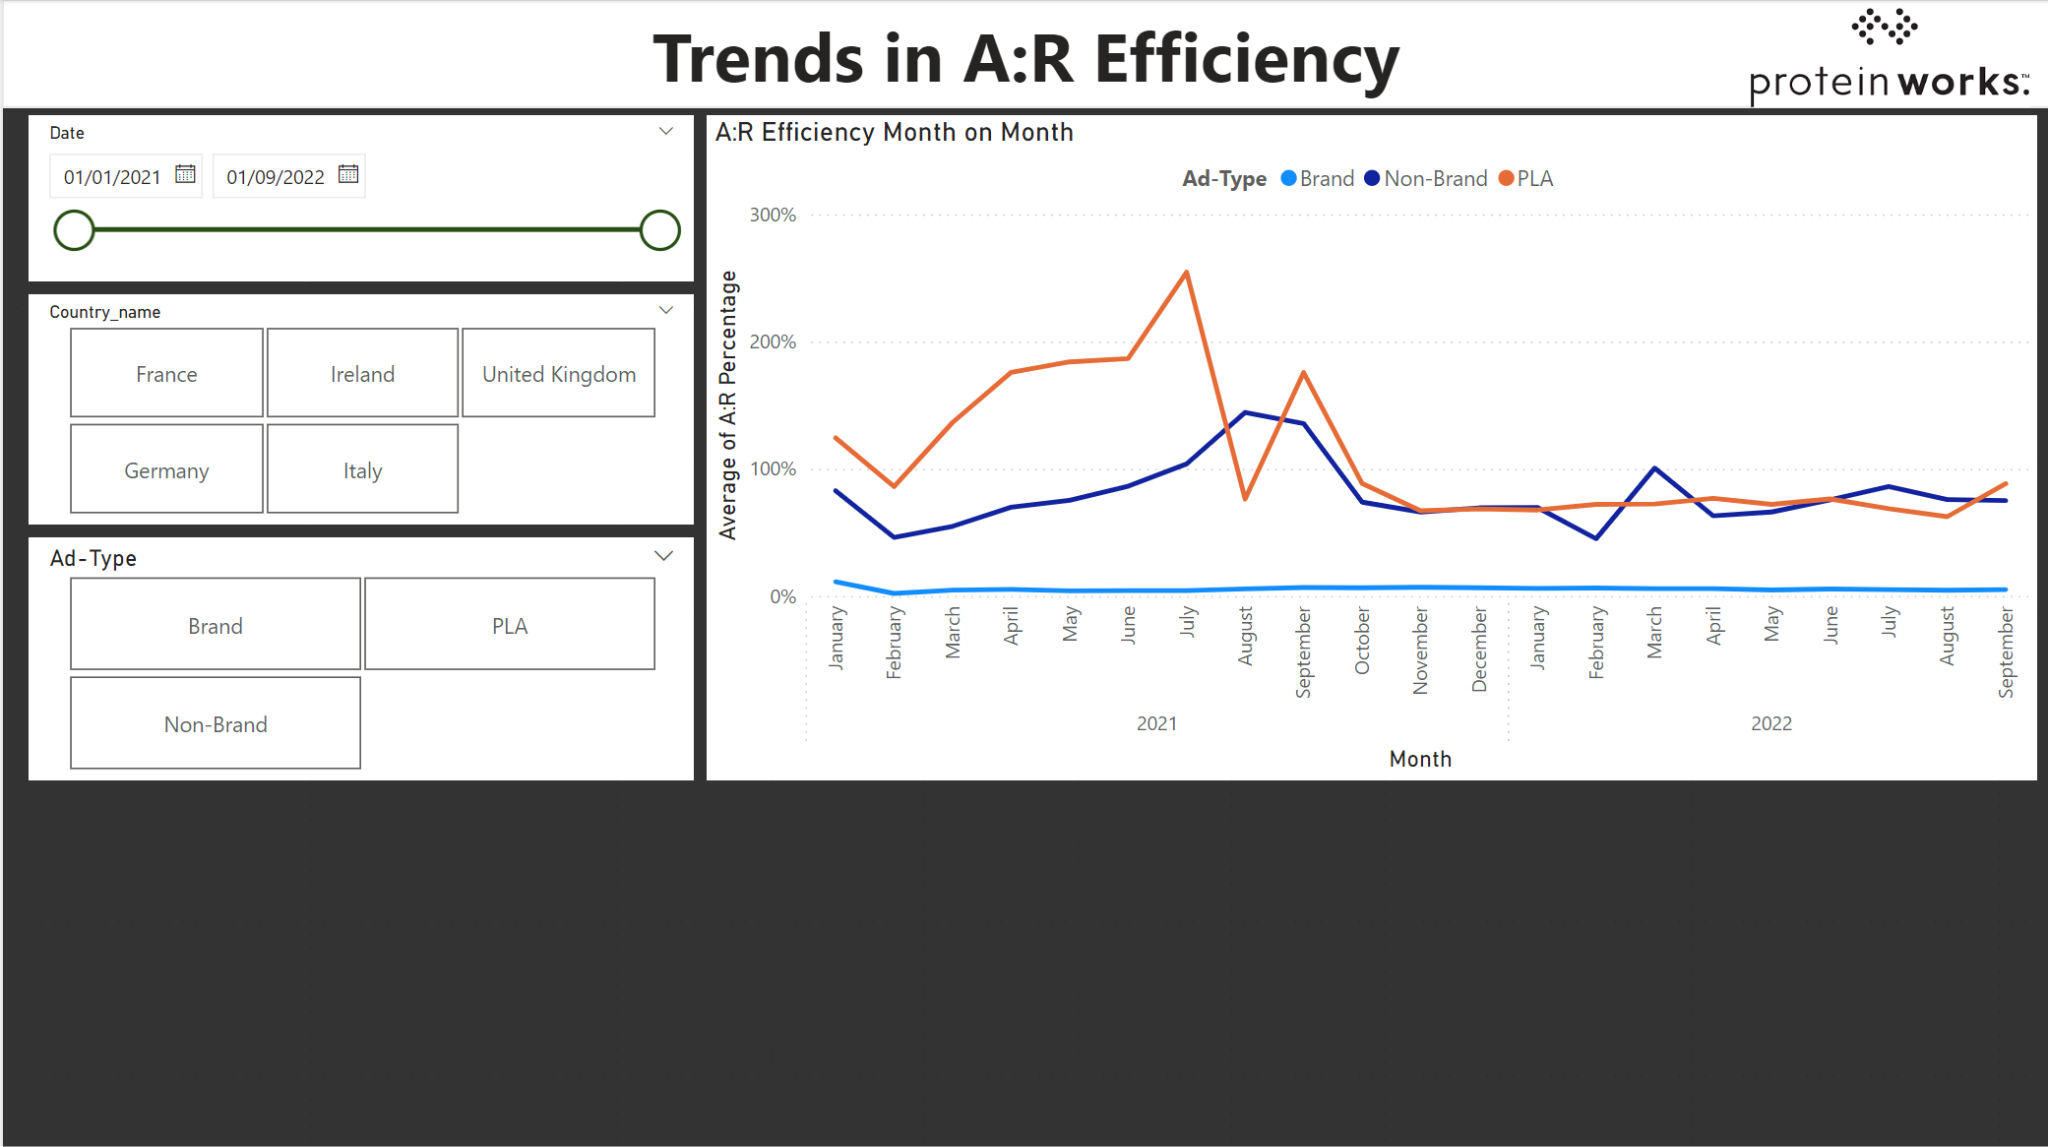 Trends in A:R Efficiency
protein works.™
Date
01/01/2021 01/09/2022
Country_name
France Ireland United Kingdom
Germany Italy
Ad-Type
Brand PLA
Non-Brand
A:R Efficiency Month on Month
Ad-Type Brand Non-Brand PLA
Average of A:R Percentage
300%
200%
100%
0%
January February March April May June July August September October November December January February March April May June July August September
2021 2022
Month